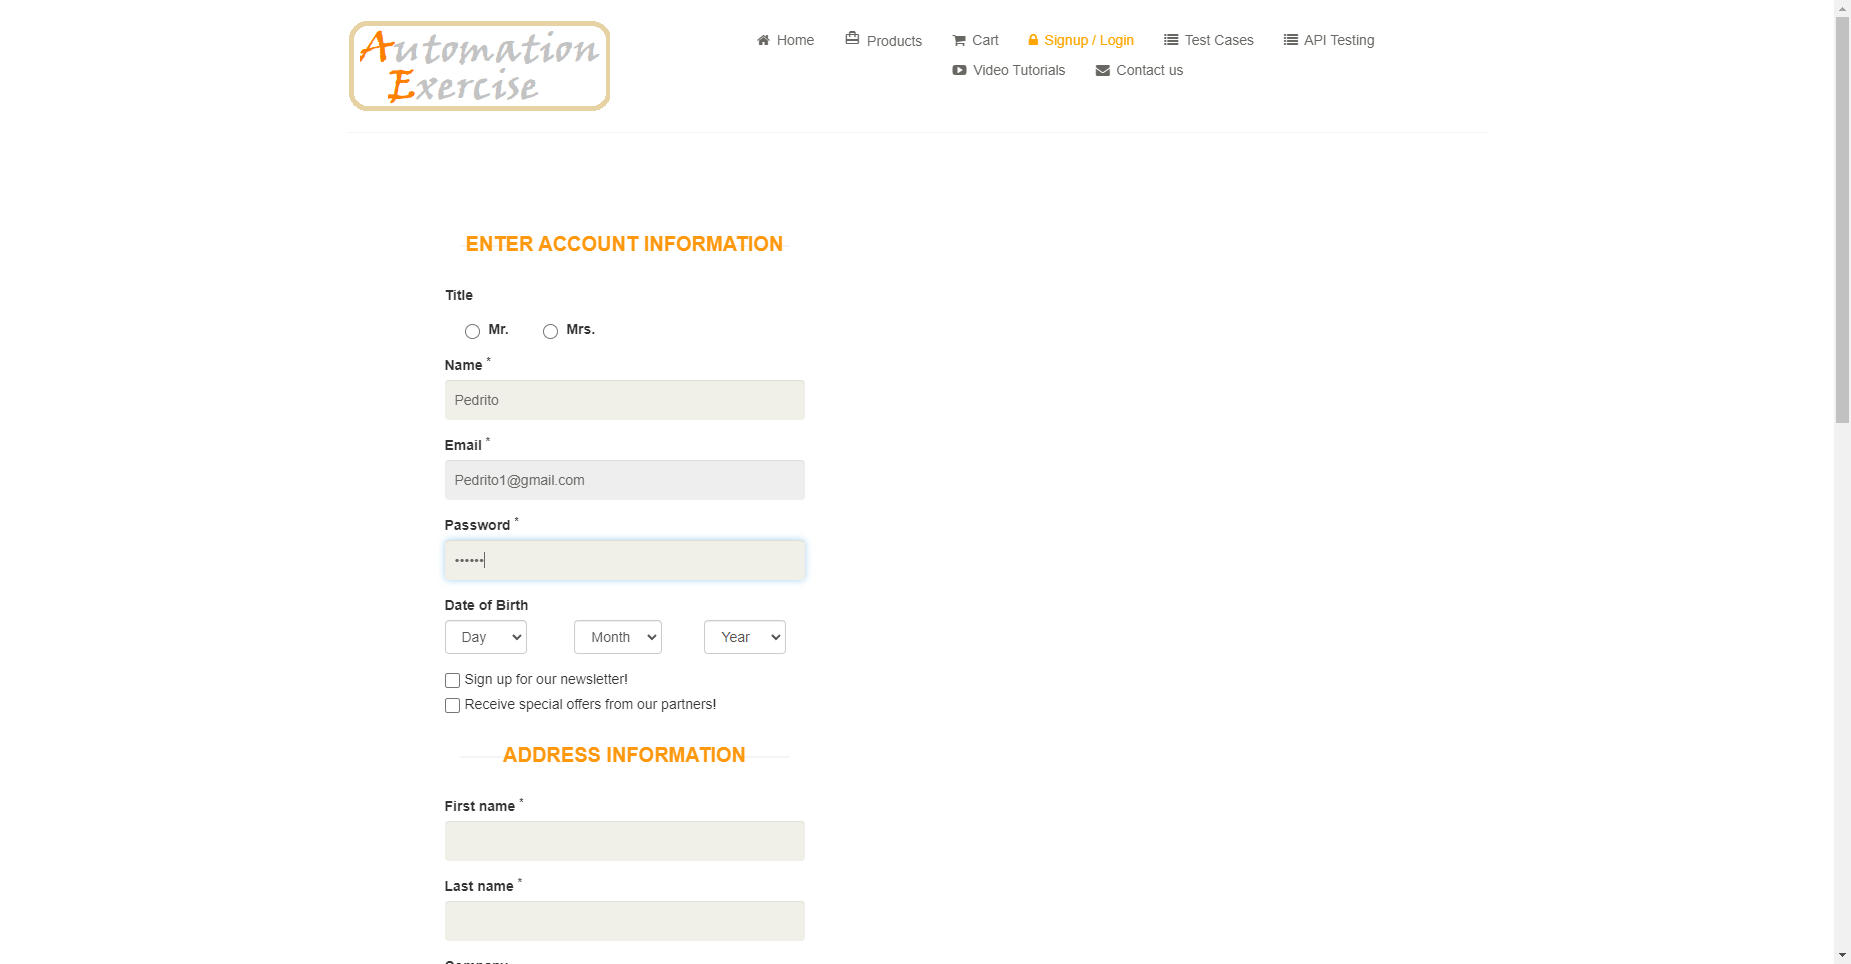 Automation
Exercise
Home Products Cart Signup / Login Test Cases API Testing
Video Tutorials Contact us
ENTER ACCOUNT INFORMATION
Title
Mr. Mrs.
Name *
Pedrito
Email *
Pedrito1@gmail.com
Password *
••••••
Date of Birth
Day Month Year
Sign up for our newsletter!
Receive special offers from our partners!
ADDRESS INFORMATION
First name *
Last name *